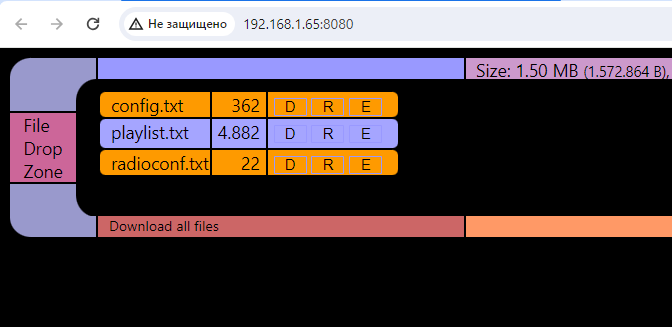 Не защищено 192.168.1.65:8080
Size: 1.50 MB (1.572.864 B),
config.txt 362 D R E
File playlist.txt 4.882 D R E
Drop
Zone radioconf.txt 22 D R E
Download all files